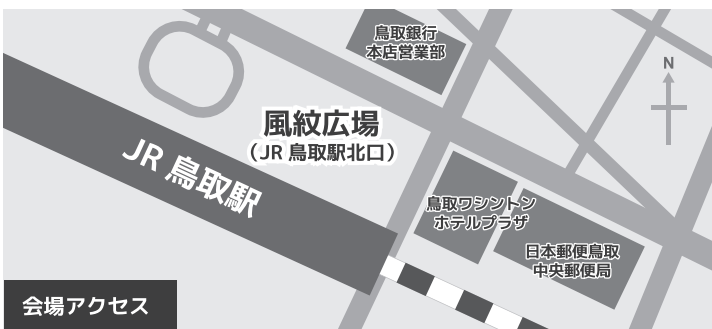 鳥取銀行
本店営業部
N
風紋広場
（JR 鳥取駅北口）
JR 鳥取駅
鳥取ワシントン
ホテルプラザ
日本郵便鳥取
中央郵便局
会場アクセス